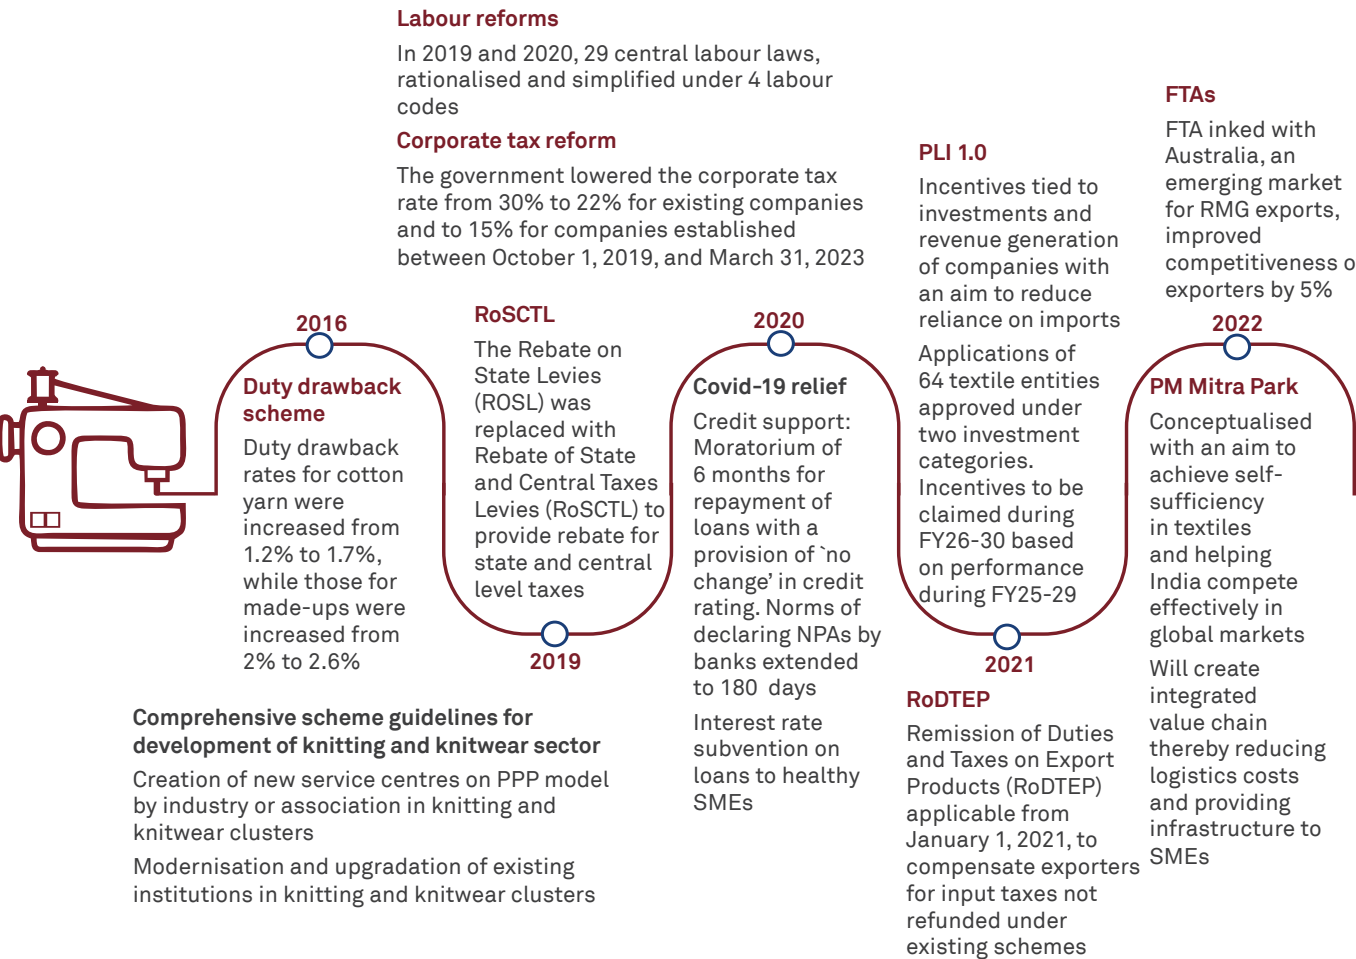 Labour reforms
In 2019 and 2020, 29 central labour laws,
rationalised and simplified under 4 labour
codes
Corporate tax reform
The government lowered the corporate tax
rate from 30% to 22% for existing companies
and to 15% for companies established
between October 1, 2019, and March 31, 2023
2016
Duty drawback
scheme
Duty drawback
rates for cotton
yarn were
increased from
1.2% to 1.7%,
while those for
made-ups were
increased from
2% to 2.6%
Comprehensive scheme guidelines for
development of knitting and knitwear sector
Creation of new service centres on PPP model
by industry or association in knitting and
knitwear clusters
Modernisation and upgradation of existing
institutions in knitting and knitwear clusters
RoSCTL
The Rebate on
State Levies
(ROSL) was
replaced with
Rebate of State
and Central Taxes
Levies (RoSCTL) to
provide rebate for
state and central
level taxes
2019
2020
Covid-19 relief
Credit support:
Moratorium of
6 months for
repayment of
loans with a
provision of `no
change’ in credit
rating. Norms of
declaring NPAs by
banks extended
to 180 days
Interest rate
subvention on
loans to healthy
SMEs
PLI 1.0
Incentives tied to
investments and
revenue generation
of companies with
an aim to reduce
reliance on imports
Applications of
64 textile entities
approved under
two investment
categories.
Incentives to be
claimed during
FY26-30 based
on performance
during FY25-29
2021
RoDTEP
Remission of Duties
and Taxes on Export
Products (RoDTEP)
applicable from
January 1, 2021, to
compensate exporters
for input taxes not
refunded under
existing schemes
FTAs
FTA inked with
Australia, an
emerging market
for RMG exports,
improved
competitiveness o
exporters by 5%
2022
PM Mitra Park
Conceptualised
with an aim to
achieve self-
sufficiency
in textiles
and helping
India compete
effectively in
global markets
Will create
integrated
value chain
thereby reducing
logistics costs
and providing
infrastructure to
SMEs